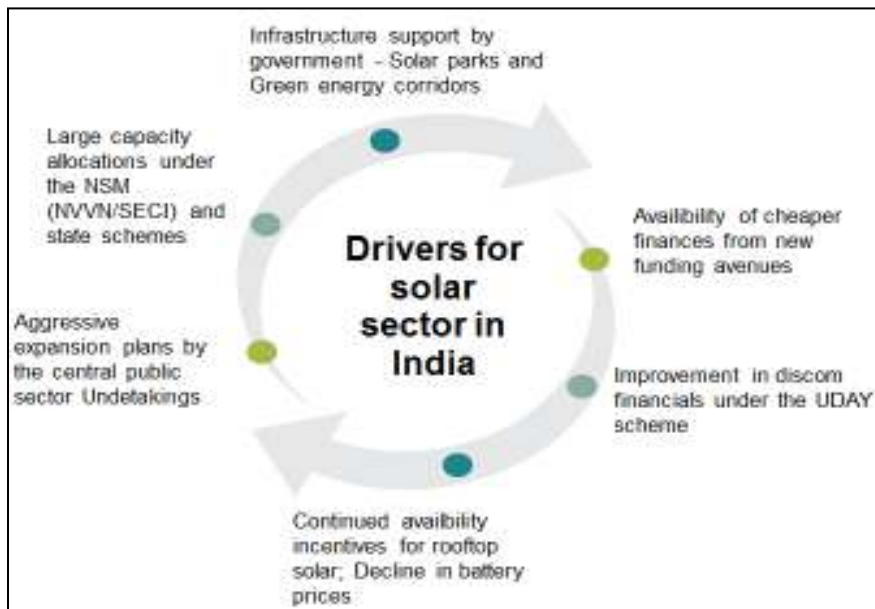 Infrastructure support by
government - Solar parks and
Green energy corridors
Large capacity
allocations under
the NSM
(NVVN/SECI) and
state schemes
Availibility of cheaper
finances from new
funding avenues
Drivers for
solar
sector in
India
Aggressive
expansion plans by
the central public
sector Undetakings
Improvement in discom
financials under the UDAY
scheme
Continued availbility
incentives for rooftop
solar; Decline in battery
prices